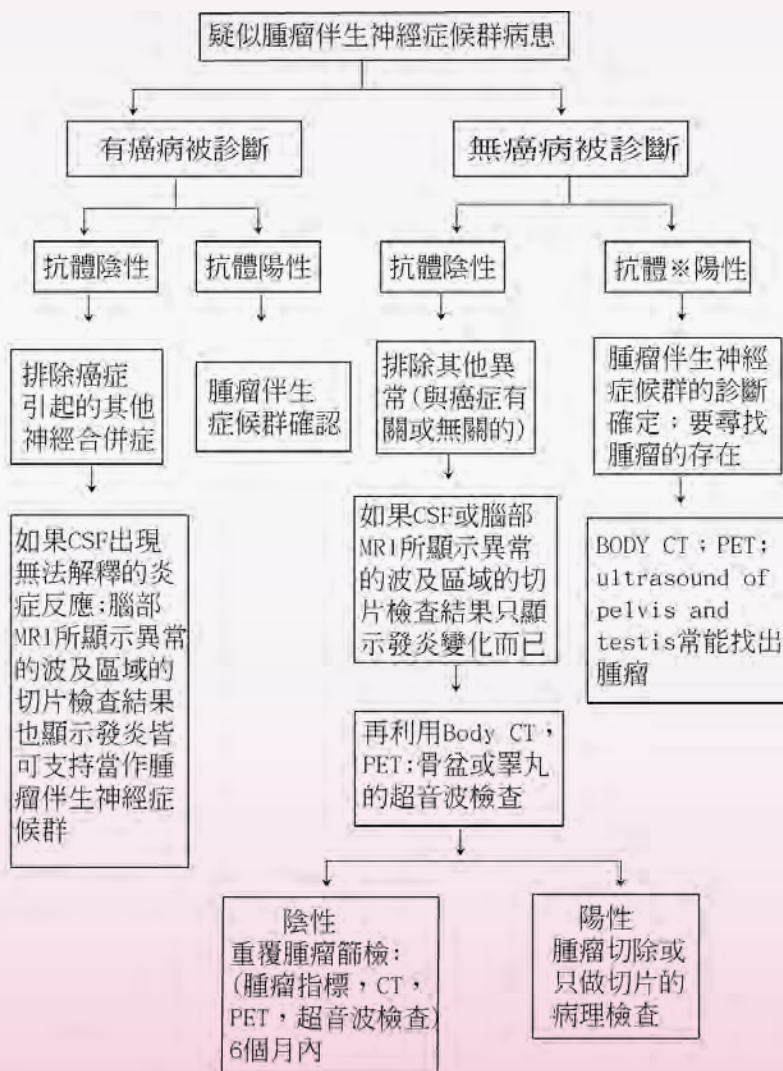 疑似腫瘤伴生神經症候群病患
有癌病被診斷
無癌病被診斷
抗體陰性
抗體陽性
抗體陰性
抗體※陽性
排除癌症
引起的其他
神經合併症
腫瘤伴生
症候群確認
排除其他異
常(與癌症有
關或無關的)
腫瘤伴生神經
症候群的診斷
確定；要尋找
腫瘤的存在
如果CSF出現
無法解釋的炎
症反應;腦部
MRI所顯示異常
的波及區域的
切片檢查結果
也顯示發炎皆
可支持當作腫
瘤伴生神經症
候群
如果CSF或腦部
MRI所顯示異常
的波及區域的切
片檢查結果只顯
示發炎變化而已
BODY CT；PET;
ultrasound of
pelvis and
testis常能找出
腫瘤
再利用Body CT，
PET;骨盆或睪丸
的超音波檢查
陰性
重覆腫瘤篩檢:
(腫瘤指標，CT，
PET，超音波檢查)
6個月內
陽性
腫瘤切除或
只做切片的
病理檢查